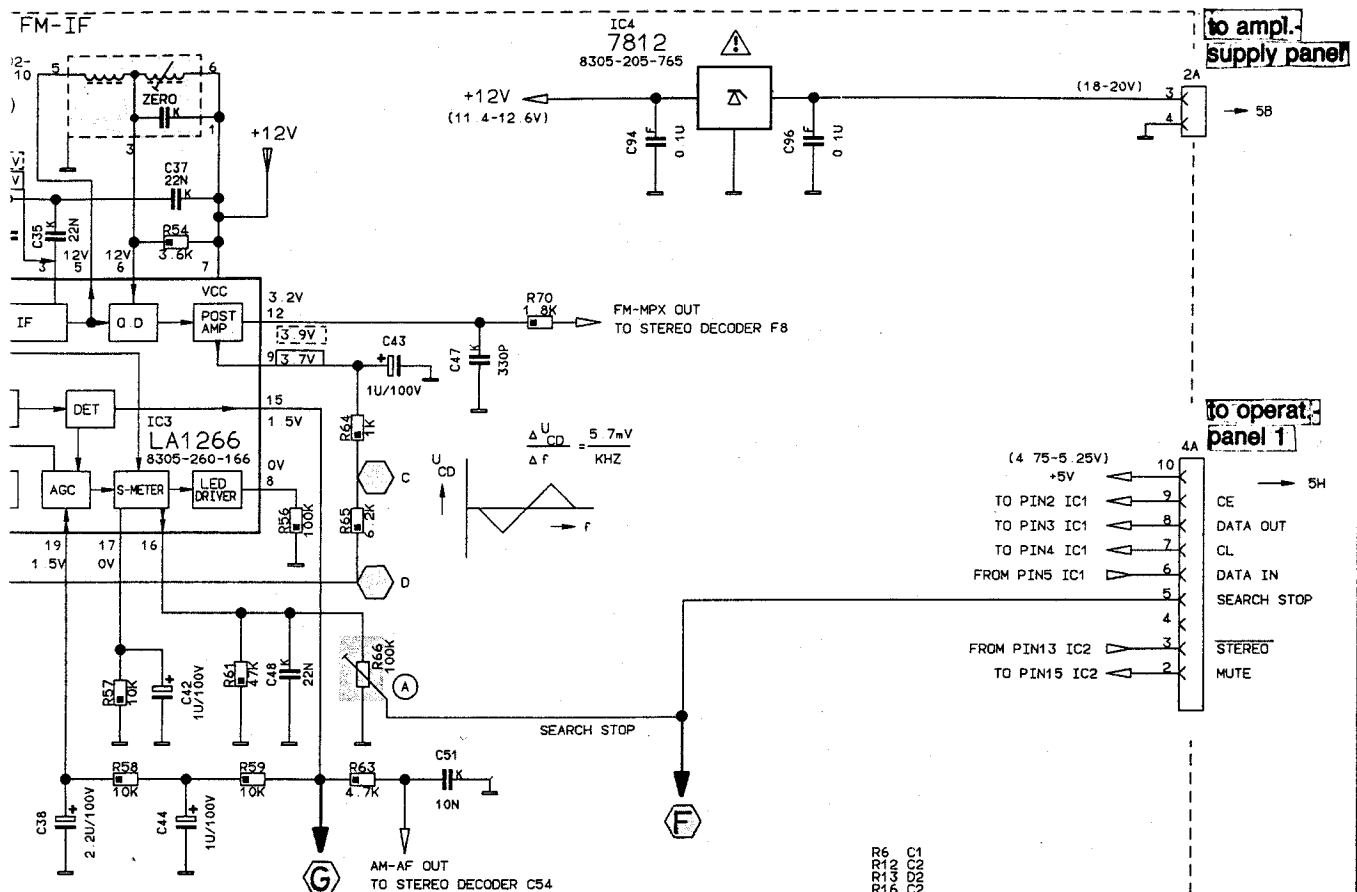 FM-IF
5
6
10
ZERO
K
3
1
+12V
C37
22N
K
C35
K
22N
R54
3.6K
12V
12V
3
5
6
7
IC4
7812
8305-205-765
+12V
(11.4-12.6V)
C94
F
0.1U
C96
F
0.1U
(18-20V)
to ampl.-
supply panel
2A
3
4
5B
VCC
3.2V
12
IF
Q.D
POST
AMP.
3.9V
9
3.7V
C43
1U/100V
C47
K
330P
R70
1.8K
FM-MPX OUT
TO STEREO DECODER F8
DET
15
1.5V
IC3
LA1266
8305-260-166
0V
8
AGC
S-METER
LED
DRIVER
R56
100K
R64
1K
C
R65
6.2K
D
U CD
Δ U CD
Δ f
=
5.7mV
KHZ
f
to operat.-
panel 1
4A
(4.75-5.25V)
+5V
10
5H
TO PIN2 IC1
9
CE
TO PIN3 IC1
8
DATA OUT
TO PIN4 IC1
7
CL
FROM PIN5 IC1
6
DATA IN
5
SEARCH STOP
4
FROM PIN13 IC2
3
STEREO
TO PIN15 IC2
2
MUTE
19
1.5V
17
0V
16
R57
10K
C42
1U/100V
R61
47K
C48
K
22N
R66
100K
A
SEARCH STOP
R58
10K
R59
10K
R63
4.7K
C51
K
10N
C38
2.2U/100V
C44
1U/100V
G
AM-AF OUT
TO STEREO DECODER C54
F
R6 C1
R12 C2
R13 D2
R16 C2